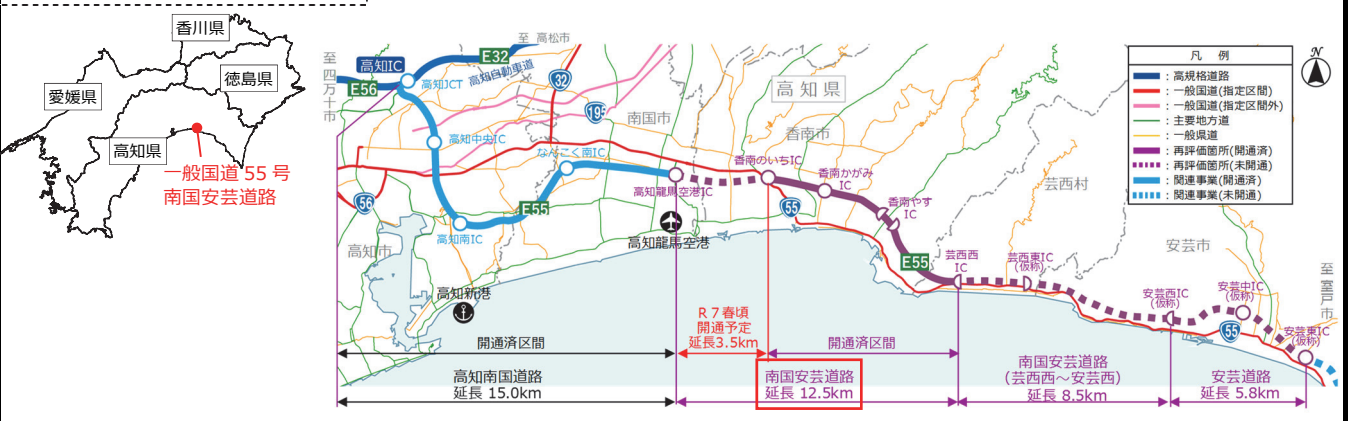 香川県
徳島県
愛媛県
高知県
一般国道55号
南国安芸道路
至 四万十市
至 高松市
高知IC
E32
高知自動車道
E56
高知JCT
32
195
高知県
南国市
香南市
高知中央IC
なんこく南IC
香南のいちIC
高知龍馬空港IC
香南かがみ
IC
香南やす
IC
芸西村
56
55
E55
高知南IC
高知市
高知龍馬空港
E55
芸西西
IC
芸西東IC
(仮称)
安芸市
安芸西IC
(仮称)
安芸中IC
(仮称)
55
安芸東IC
(仮称)
至 室戸市
高知新港
凡 例
：高規格道路
：一般国道(指定区間)
：一般国道(指定区間外)
：主要地方道
：一般県道
：再評価箇所(開通済)
：再評価箇所(未開通)
：関連事業(開通済)
：関連事業(未開通)
N
R７春頃
開通予定
延長3.5km
開通済区間
開通済区間
高知南国道路
延長 15.0km
南国安芸道路
延長 12.5km
南国安芸道路
(芸西西～安芸西)
延長 8.5km
安芸道路
延長 5.8km